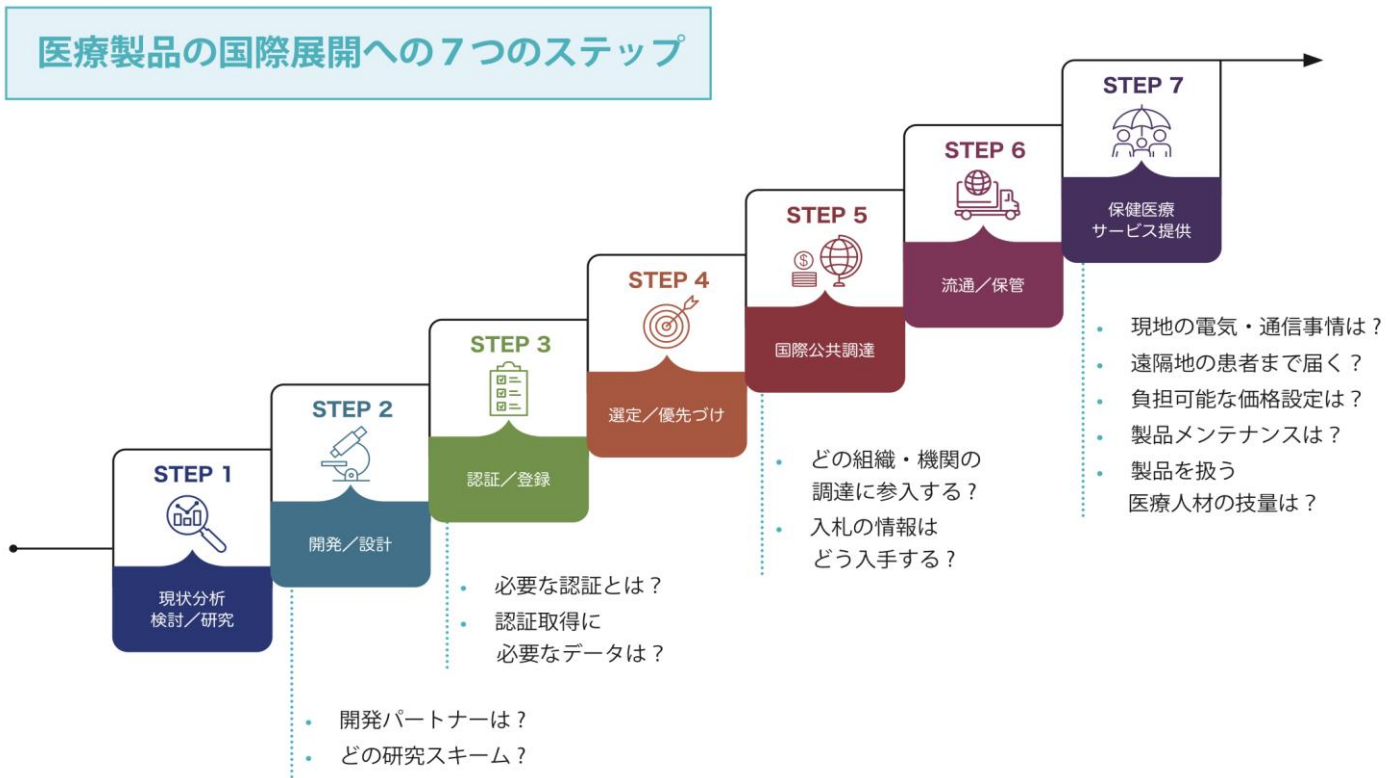 医療製品の国際展開への7つのステップ
STEP 1
現状分析
検討/研究
STEP 2
開発/設計
・ 開発パートナーは?
・ どの研究スキーム?
STEP 3
認証/登録
・ 必要な認証とは?
・ 認証取得に
必要なデータは?
STEP 4
選定/優先づけ
STEP 5
$
国際公共調達
・ どの組織・機関の
調達に参入する?
・ 入札の情報は
どう入手する?
STEP 6
流通/保管
STEP 7
保健医療
サービス提供
・ 現地の電気・通信事情は?
・ 遠隔地の患者まで届く?
・ 負担可能な価格設定は?
・ 製品メンテナンスは?
・ 製品を扱う
医療人材の技量は?